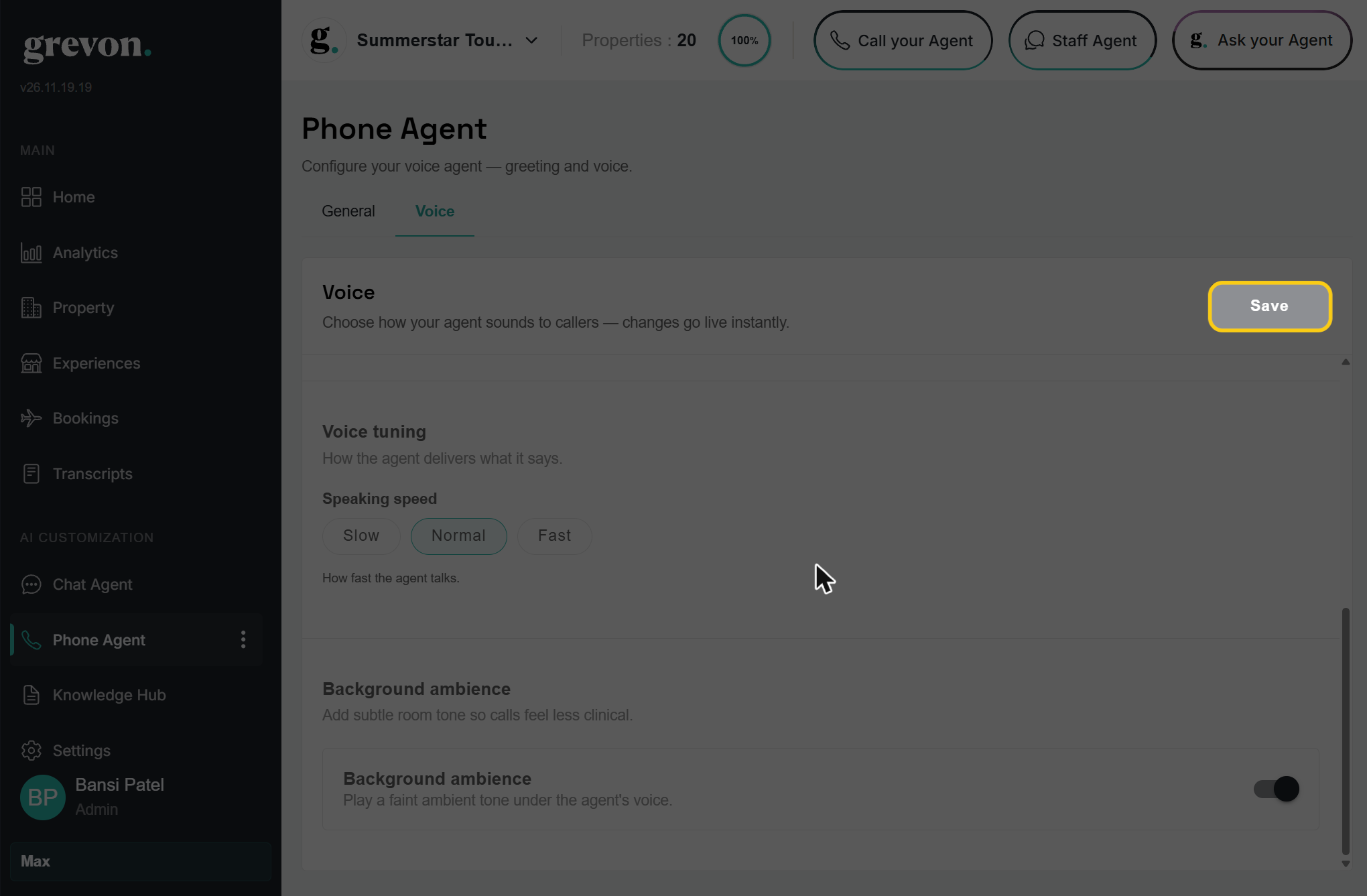 grevon.
v26.11.19.19
MAIN
Home
Analytics
Property
Experiences
Bookings
Transcripts
AI CUSTOMIZATION
Chat Agent
Phone Agent
Knowledge Hub
Settings
BP
Bansi Patel
Admin
Max
g.
Summerstar Tou...
Properties : 20
100%
Call your Agent
Staff Agent
g. Ask your Agent
Phone Agent
Configure your voice agent — greeting and voice.
General
Voice
Voice
Choose how your agent sounds to callers — changes go live instantly.
Save
Voice tuning
How the agent delivers what it says.
Speaking speed
Slow
Normal
Fast
How fast the agent talks.
Background ambience
Add subtle room tone so calls feel less clinical.
Background ambience
Play a faint ambient tone under the agent's voice.